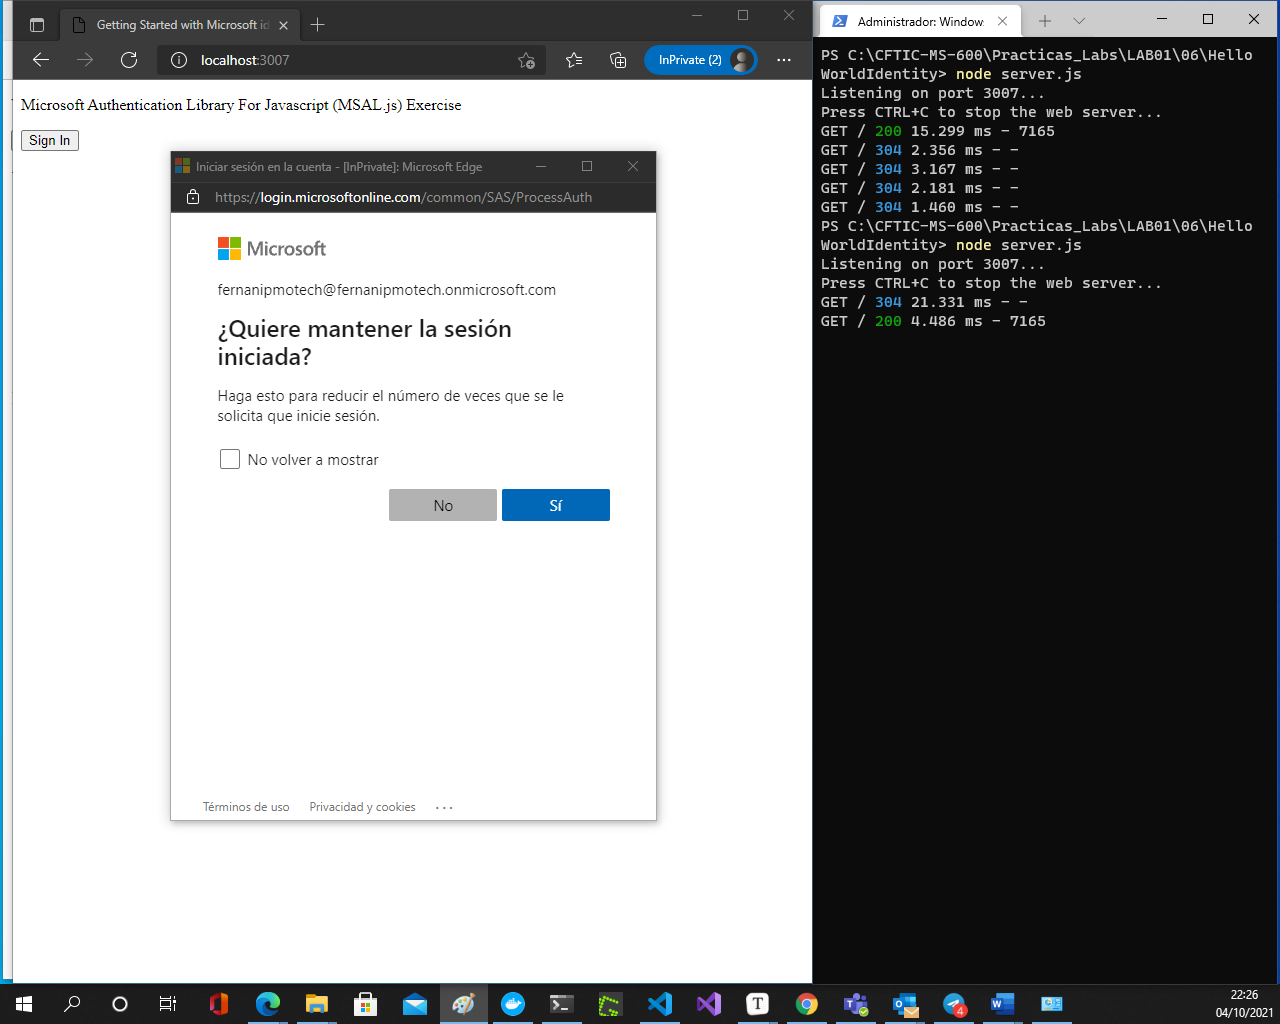 Getting Started with Microsoft id
localhost:3007
InPrivate (2)
Microsoft Authentication Library For Javascript (MSAL.js) Exercise
Sign In
Iniciar sesión en la cuenta - [InPrivate]: Microsoft Edge
https://login.microsoftonline.com/common/SAS/ProcessAuth
Microsoft
fernanipmotech@fernanipmotech.onmicrosoft.com
¿Quiere mantener la sesión
iniciada?
Haga esto para reducir el número de veces que se le
solicita que inicie sesión.
No volver a mostrar
No
Sí
Términos de uso
Privacidad y cookies
Administrador: Windows
PS C:\CFTIC-MS-600\Practicas_Labs\LAB01\06\Hello
WorldIdentity> node server.js
Listening on port 3007...
Press CTRL+C to stop the web server...
GET / 200 15.299 ms - 7165
GET / 304 2.356 ms - -
GET / 304 3.167 ms - -
GET / 304 2.181 ms - -
GET / 304 1.460 ms - -
PS C:\CFTIC-MS-600\Practicas_Labs\LAB01\06\Hello
WorldIdentity> node server.js
Listening on port 3007...
Press CTRL+C to stop the web server...
GET / 304 21.331 ms - -
GET / 200 4.486 ms - 7165
T
4
22:26
04/10/2021